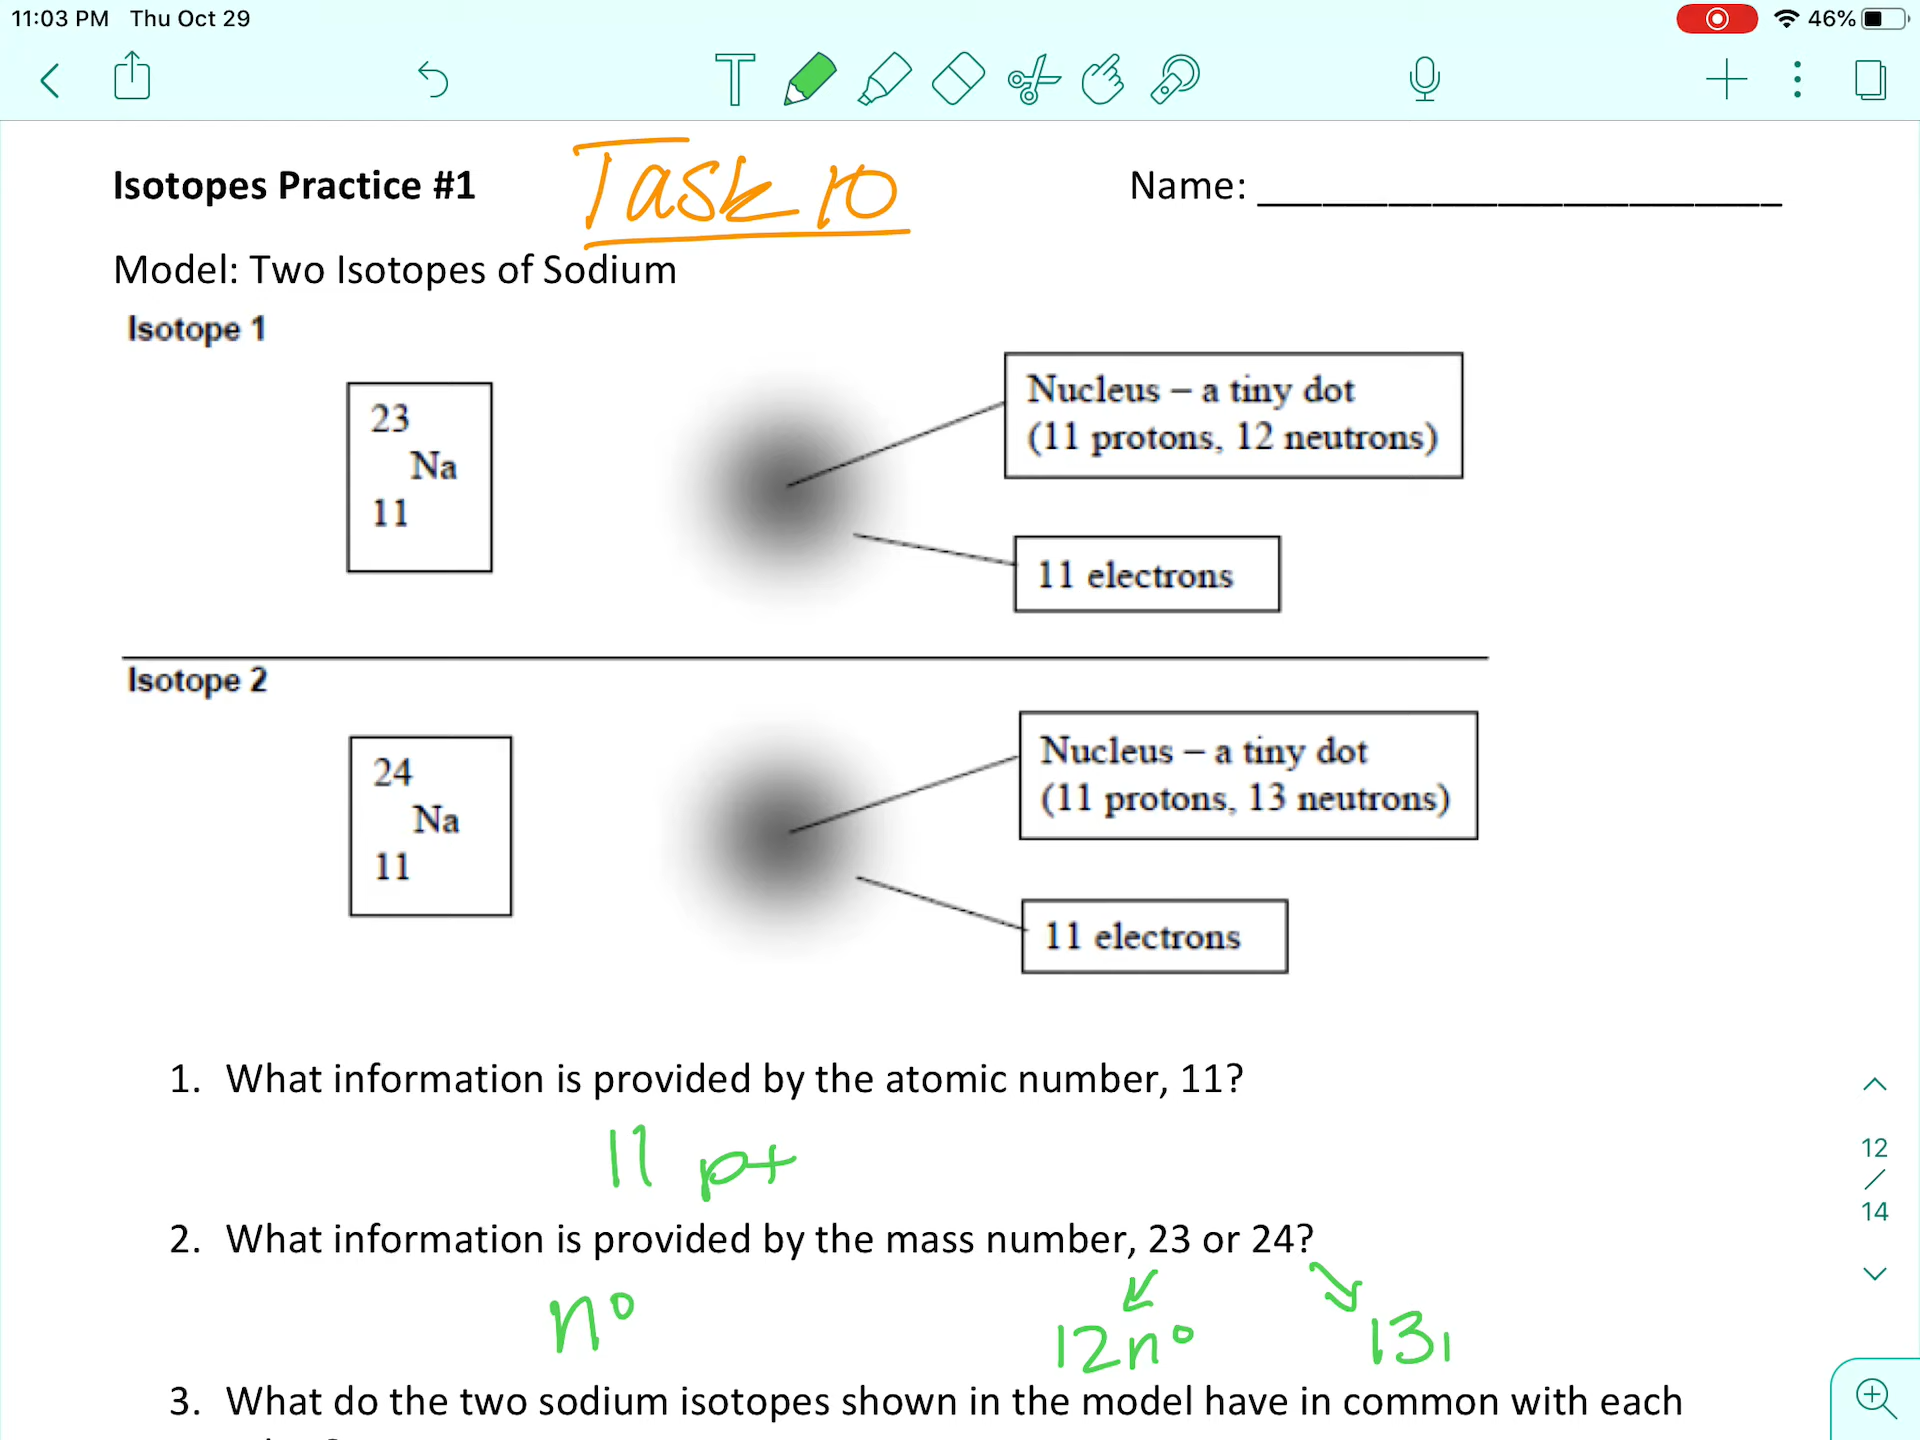 11:03 PM Thu Oct 29
46%
Isotopes Practice #1 Task 10 Name: ________________________
Model: Two Isotopes of Sodium
Isotope 1
23
Na
11
Nucleus – a tiny dot
(11 protons, 12 neutrons)
11 electrons
Isotope 2
24
Na
11
Nucleus – a tiny dot
(11 protons, 13 neutrons)
11 electrons
1. What information is provided by the atomic number, 11?
11 p+
2. What information is provided by the mass number, 23 or 24?
n° 12n° 13
3. What do the two sodium isotopes shown in the model have in common with each
12
/
14